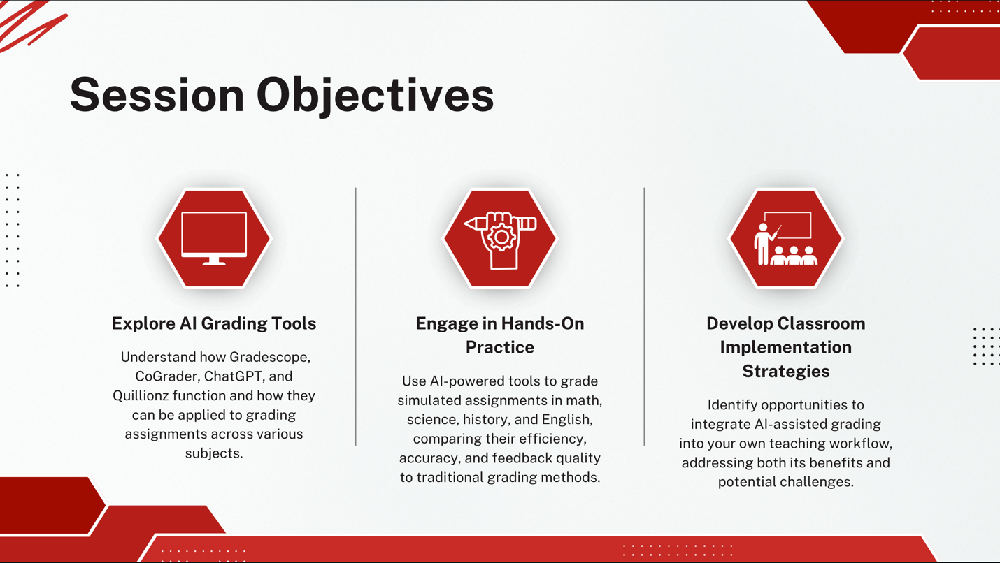 Session Objectives
Explore AI Grading Tools
Understand how Gradescope,
CoGrader, ChatGPT, and
Quillionz function and how they
can be applied to grading
assignments across various
subjects.
Engage in Hands-On
Practice
Use AI-powered tools to grade
simulated assignments in math,
science, history, and English,
comparing their efficiency,
accuracy, and feedback quality
to traditional grading methods.
Develop Classroom
Implementation
Strategies
Identify opportunities to
integrate AI-assisted grading
into your own teaching workflow,
addressing both its benefits and
potential challenges.